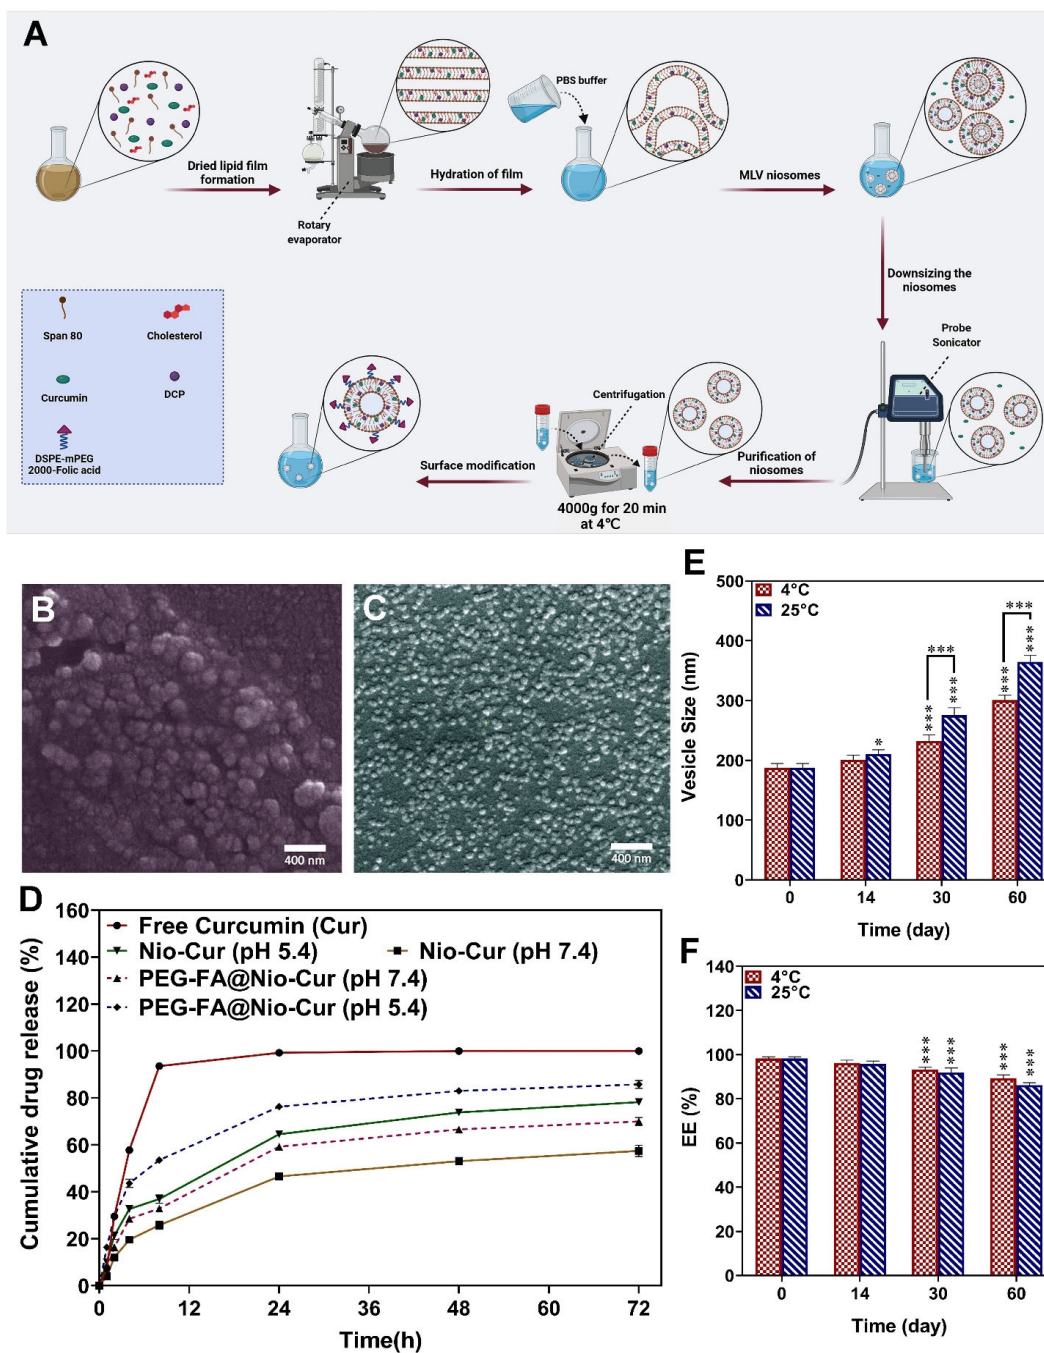 A
PBS buffer
Dried lipid film
formation
Hydration of film
MLV niosomes
Rotary
evaporator
Downsizing the
niosomes
Span 80
Cholesterol
Curcumin
DCP
DSPE-mPEG
2000-Folic acid
Probe
Sonicator
Centrifugation
Purification of
niosomes
Surface modification
4000g for 20 min
at 4℃
B
400 nm
C
400 nm
D
Cumulative drug release (%)
160
140
120
100
80
60
40
20
0
Free Curcumin (Cur)
Nio-Cur (pH 5.4)
Nio-Cur (pH 7.4)
PEG-FA@Nio-Cur (pH 7.4)
PEG-FA@Nio-Cur (pH 5.4)
0 12 24 36 48 60 72
Time(h)
E
Vesicle Size (nm)
500
400
300
200
100
0
4°C
25°C
*
***
***
***
***
***
***
0 14 30 60
Time (day)
F
EE (%)
140
120
100
80
60
40
20
0
4°C
25°C
***
***
***
***
0 14 30 60
Time (day)